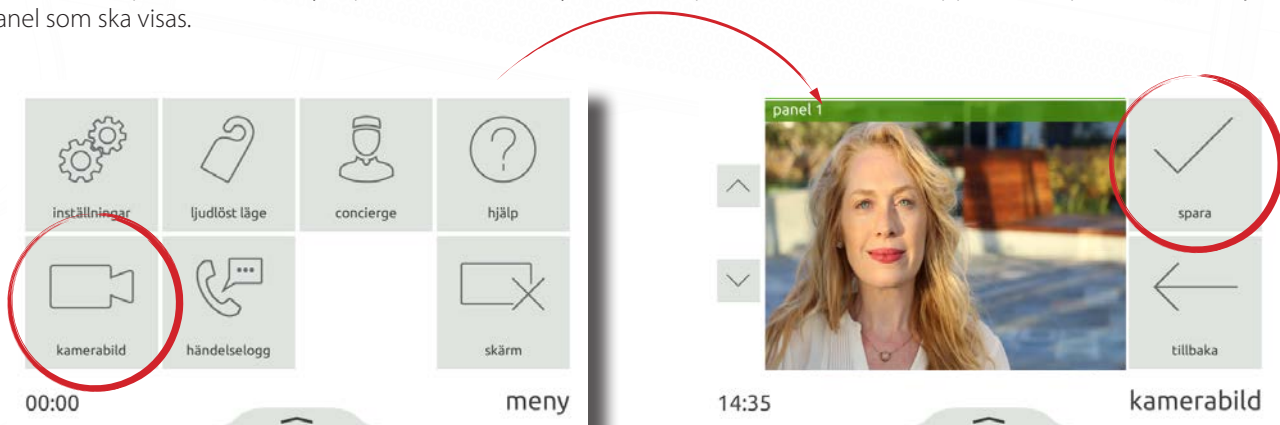 panel som ska visas.
panel 1
inställningar
ljudlöst läge
concierge
hjälp
spara
kamerabild
händelselogg
skärm
tillbaka
00:00
meny
14:35
kamerabild